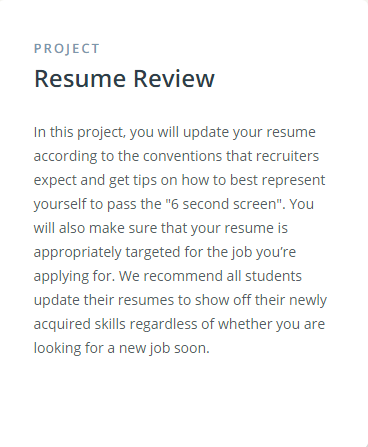 PROJECT
Resume Review
In this project, you will update your resume
according to the conventions that recruiters
expect and get tips on how to best represent
yourself to pass the "6 second screen". You
will also make sure that your resume is
appropriately targeted for the job you’re
applying for. We recommend all students
update their resumes to show off their newly
acquired skills regardless of whether you are
looking for a new job soon.